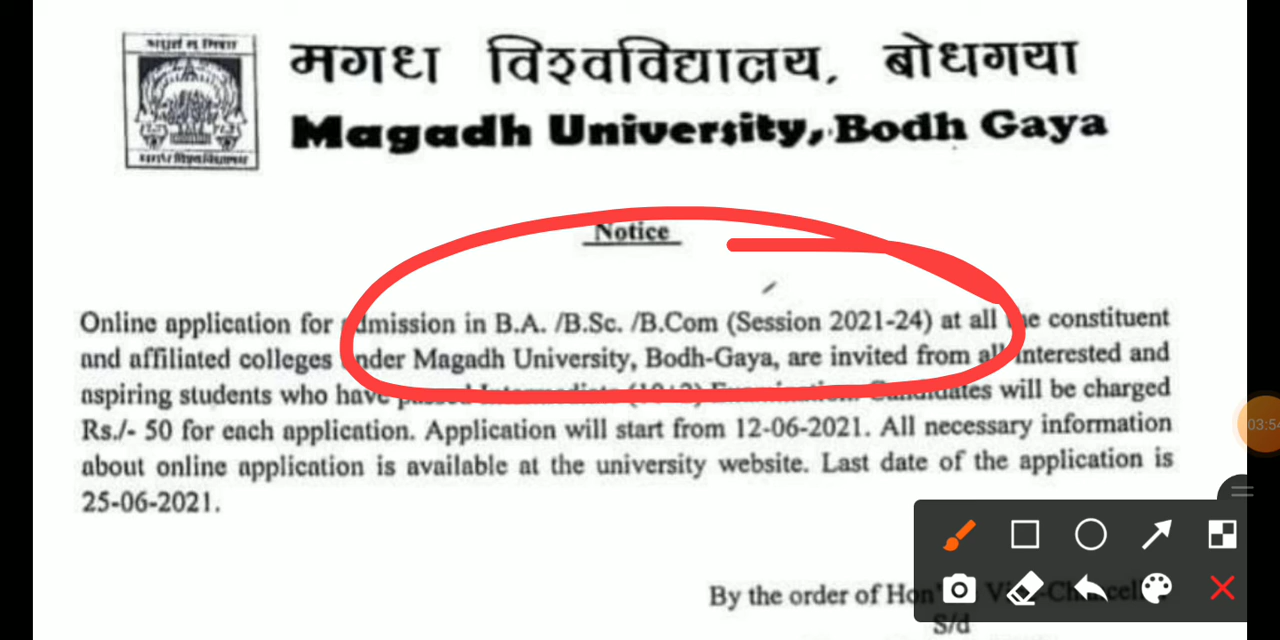 मगध विश्वविद्यालय, बोधगया
Magadh University, Bodh Gaya
Notice
Online application for admission in B.A. /B.Sc. /B.Com (Session 2021-24) at all the constituent
and affiliated colleges under Magadh University, Bodh-Gaya, are invited from all interested and
aspiring students who have passed Intermediate (10+2) Examination. Candidates will be charged
Rs./- 50 for each application. Application will start from 12-06-2021. All necessary information
about online application is available at the university website. Last date of the application is
25-06-2021.
By the order of Hon'ble Vice-Chancellor
S/d
03:54